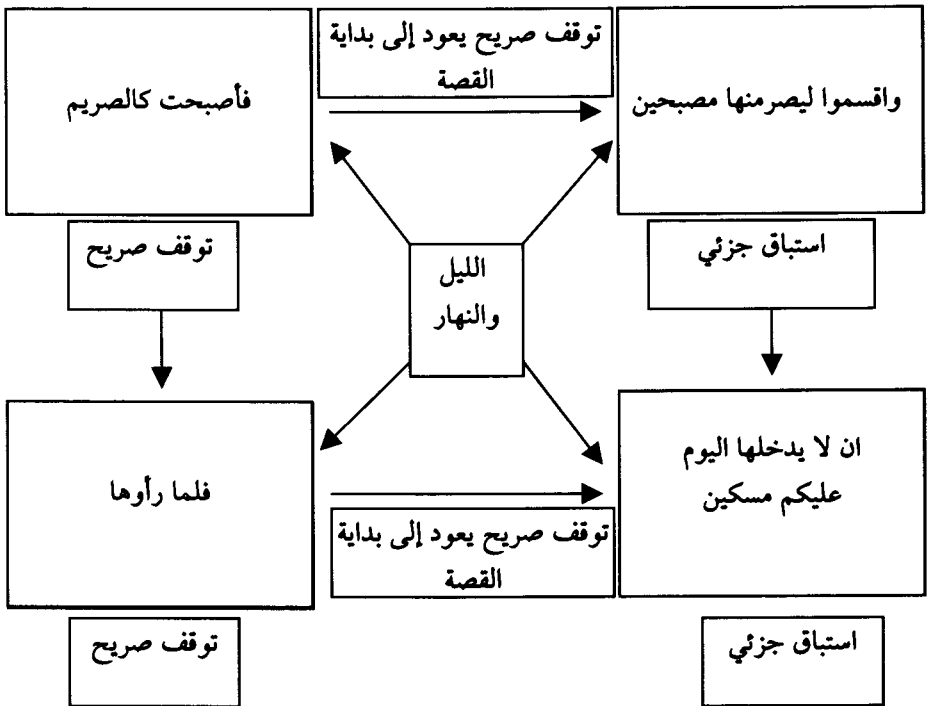 واقسموا ليصرمنها مصبحين
توقف صريح يعود إلى بداية
القصة
فأصبحت كالصريم
استباق جزئي
الليل
والنهار
توقف صريح
ان لا يدخلها اليوم
عليكم مسكين
فلما رأوها
توقف صريح يعود إلى بداية
القصة
استباق جزئي
توقف صريح